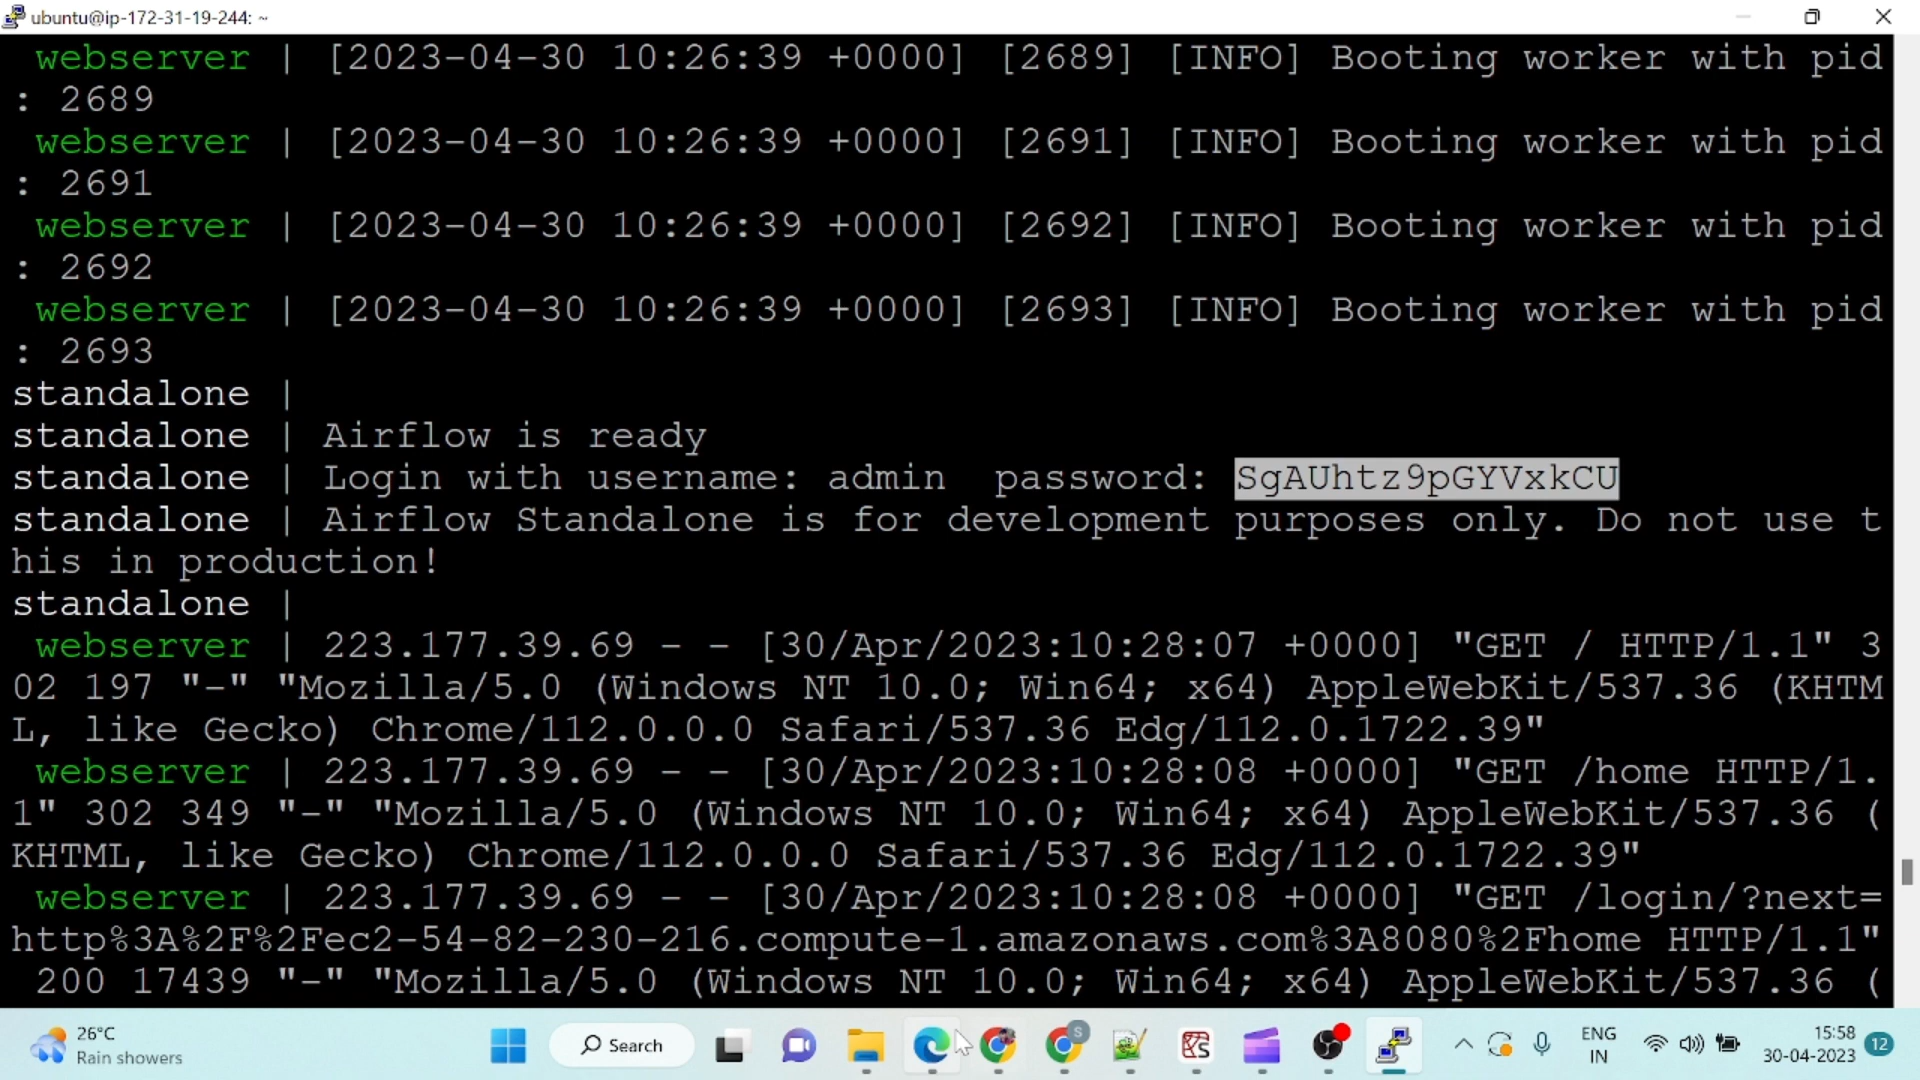 ubuntu@ip-172-31-19-244: ~
webserver | [2023-04-30 10:26:39 +0000] [2689] [INFO] Booting worker with pid
: 2689
webserver | [2023-04-30 10:26:39 +0000] [2691] [INFO] Booting worker with pid
: 2691
webserver | [2023-04-30 10:26:39 +0000] [2692] [INFO] Booting worker with pid
: 2692
webserver | [2023-04-30 10:26:39 +0000] [2693] [INFO] Booting worker with pid
: 2693
standalone |
standalone | Airflow is ready
standalone | Login with username: admin  password: SgAUhtz9pGYVxkCU
standalone | Airflow Standalone is for development purposes only. Do not use t
his in production!
standalone |
webserver | 223.177.39.69 - - [30/Apr/2023:10:28:07 +0000] "GET / HTTP/1.1" 3
02 197 "-" "Mozilla/5.0 (Windows NT 10.0; Win64; x64) AppleWebKit/537.36 (KHTM
L, like Gecko) Chrome/112.0.0.0 Safari/537.36 Edg/112.0.1722.39"
webserver | 223.177.39.69 - - [30/Apr/2023:10:28:08 +0000] "GET /home HTTP/1.
1" 302 349 "-" "Mozilla/5.0 (Windows NT 10.0; Win64; x64) AppleWebKit/537.36 (
KHTML, like Gecko) Chrome/112.0.0.0 Safari/537.36 Edg/112.0.1722.39"
webserver | 223.177.39.69 - - [30/Apr/2023:10:28:08 +0000] "GET /login/?next=
http%3A%2F%2Fec2-54-82-230-216.compute-1.amazonaws.com%3A8080%2Fhome HTTP/1.1"
200 17439 "-" "Mozilla/5.0 (Windows NT 10.0; Win64; x64) AppleWebKit/537.36 (
26°C
Rain showers
Search
S
ENG
IN
15:58
30-04-2023
12